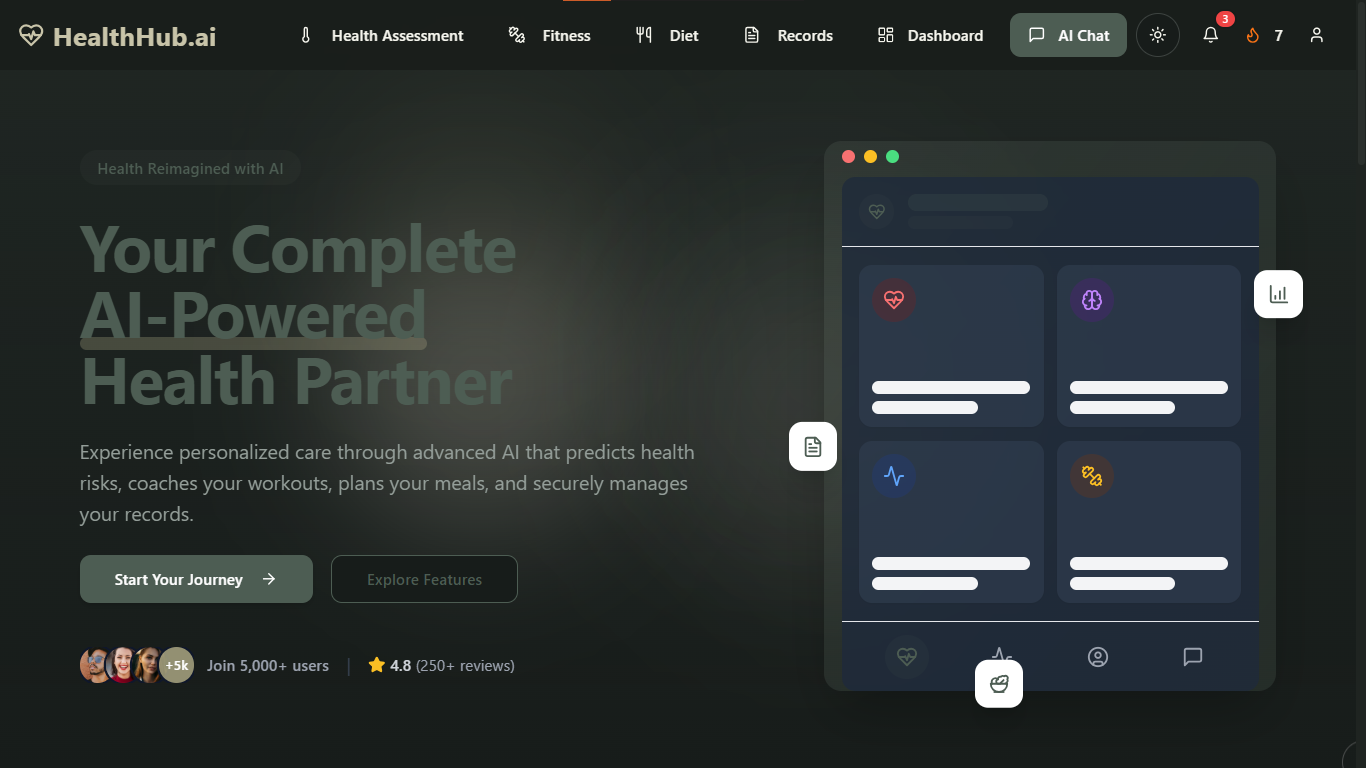 HealthHub.ai
Health Assessment
Fitness
Diet
Records
Dashboard
AI Chat
3
7
Health Reimagined with AI
Your Complete
AI-Powered
Health Partner
Experience personalized care through advanced AI that predicts health
risks, coaches your workouts, plans your meals, and securely manages
your records.
Start Your Journey
Explore Features
+5k
Join 5,000+ users
|
4.8 (250+ reviews)